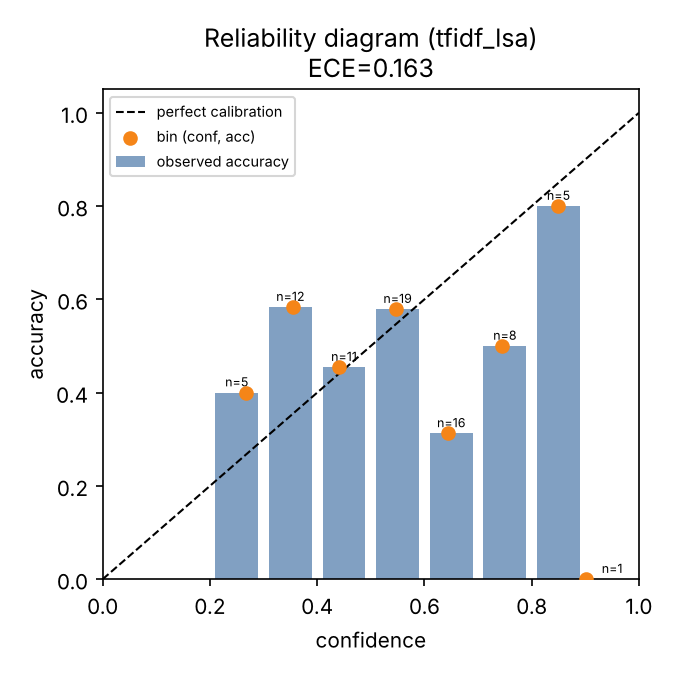 Reliability diagram (tfidf_lsa)
ECE=0.163
perfect calibration
bin (conf, acc)
observed accuracy
accuracy
1.0
0.8
0.6
0.4
0.2
0.0
n=5
n=12
n=11
n=19
n=16
n=8
n=5
n=1
0.0 0.2 0.4 0.6 0.8 1.0
confidence